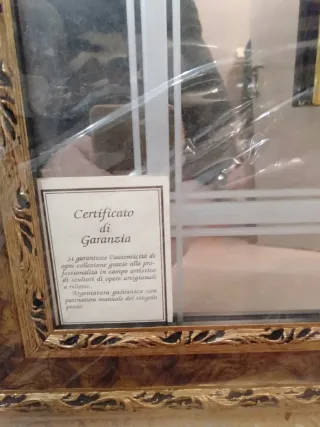 Certificato
di
Garanzia
Si garantisce l'autenticità di
ogni collezione grazie alla pro-
fessionalità in campo artistico
di scultori di opere artigianali
a rilievo.
Argentatura galvanica con
patinatura manuale del singolo
pezzo.